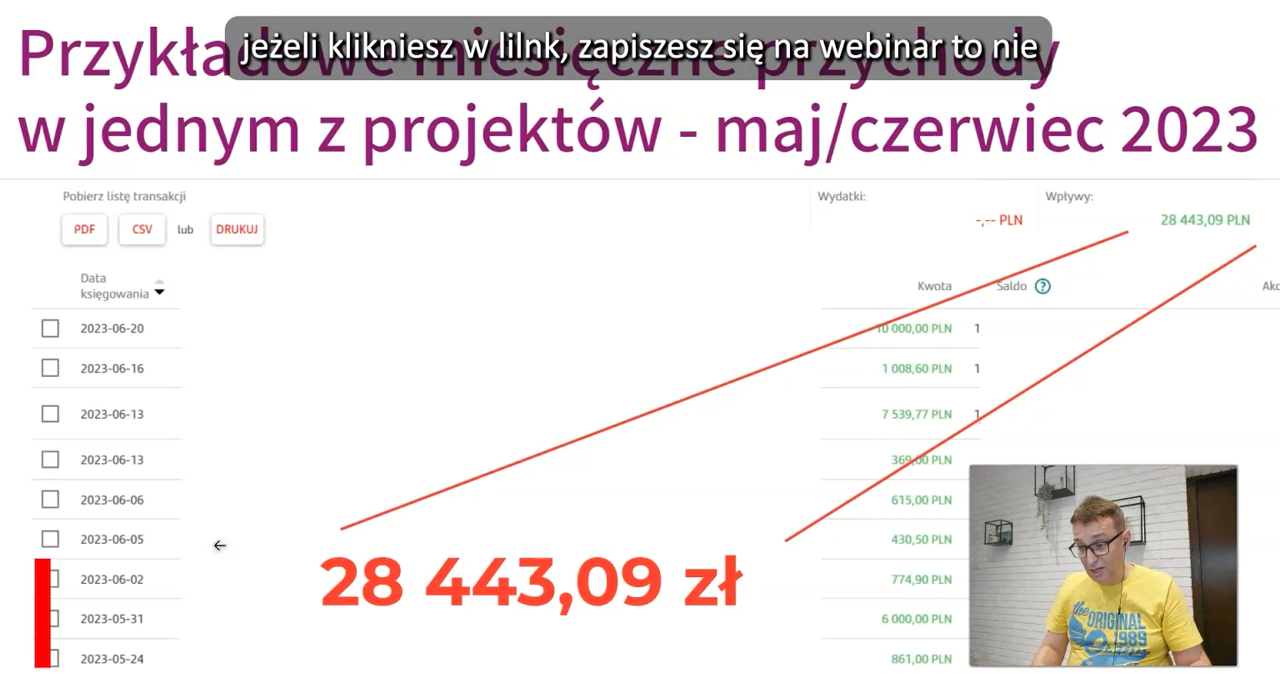 jeżeli klikniesz w lilnk, zapiszesz się na webinar to nie
Przykładowe miesięczne przychody
w jednym z projektów - maj/czerwiec 2023
Pobierz listę transakcji
PDF CSV lub DRUKUJ
Wydatki:
-,-- PLN
Wpływy:
28 443,09 PLN
Data
księgowania
Kwota Saldo ?
2023-06-20 10 000,00 PLN 1
2023-06-16 1 008,60 PLN 1
2023-06-13 7 539,77 PLN 1
2023-06-13 369,00 PLN
2023-06-06 615,00 PLN
2023-06-05 430,50 PLN
2023-06-02 774,90 PLN
2023-05-31 6 000,00 PLN
2023-05-24 861,00 PLN
28 443,09 zł
the
ORIGINAL
1989